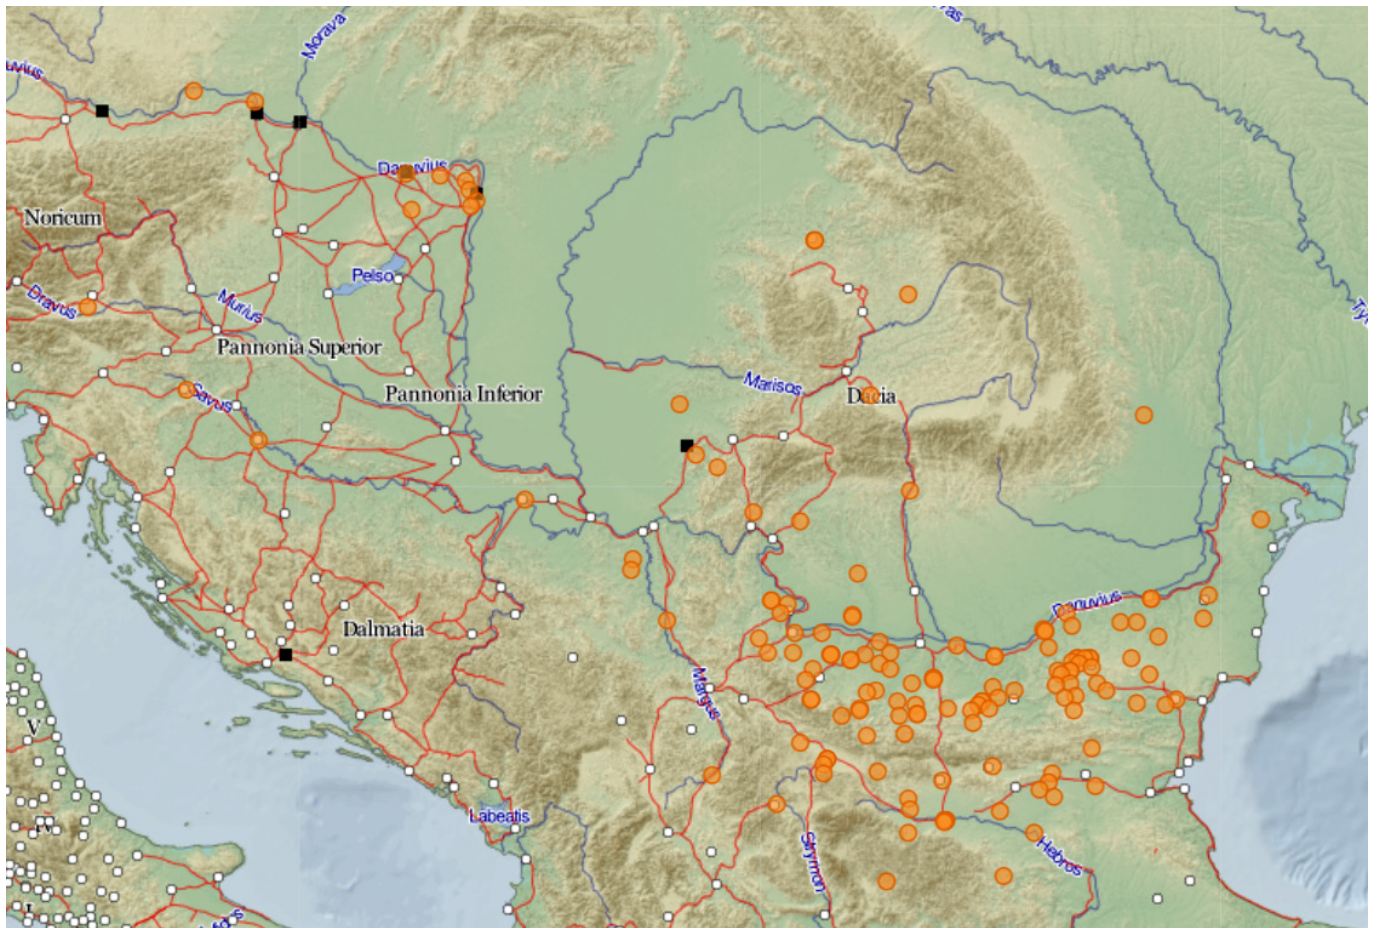 Morava
Danuvius
Noricum
Pelso
Dravus
Murius
Pannonia Superior
Marisos
Pannonia Inferior
Dacia
Savus
Danuvius
Dalmatia
Margus
V
Labeatis
IV
Strymon
Hebros
I